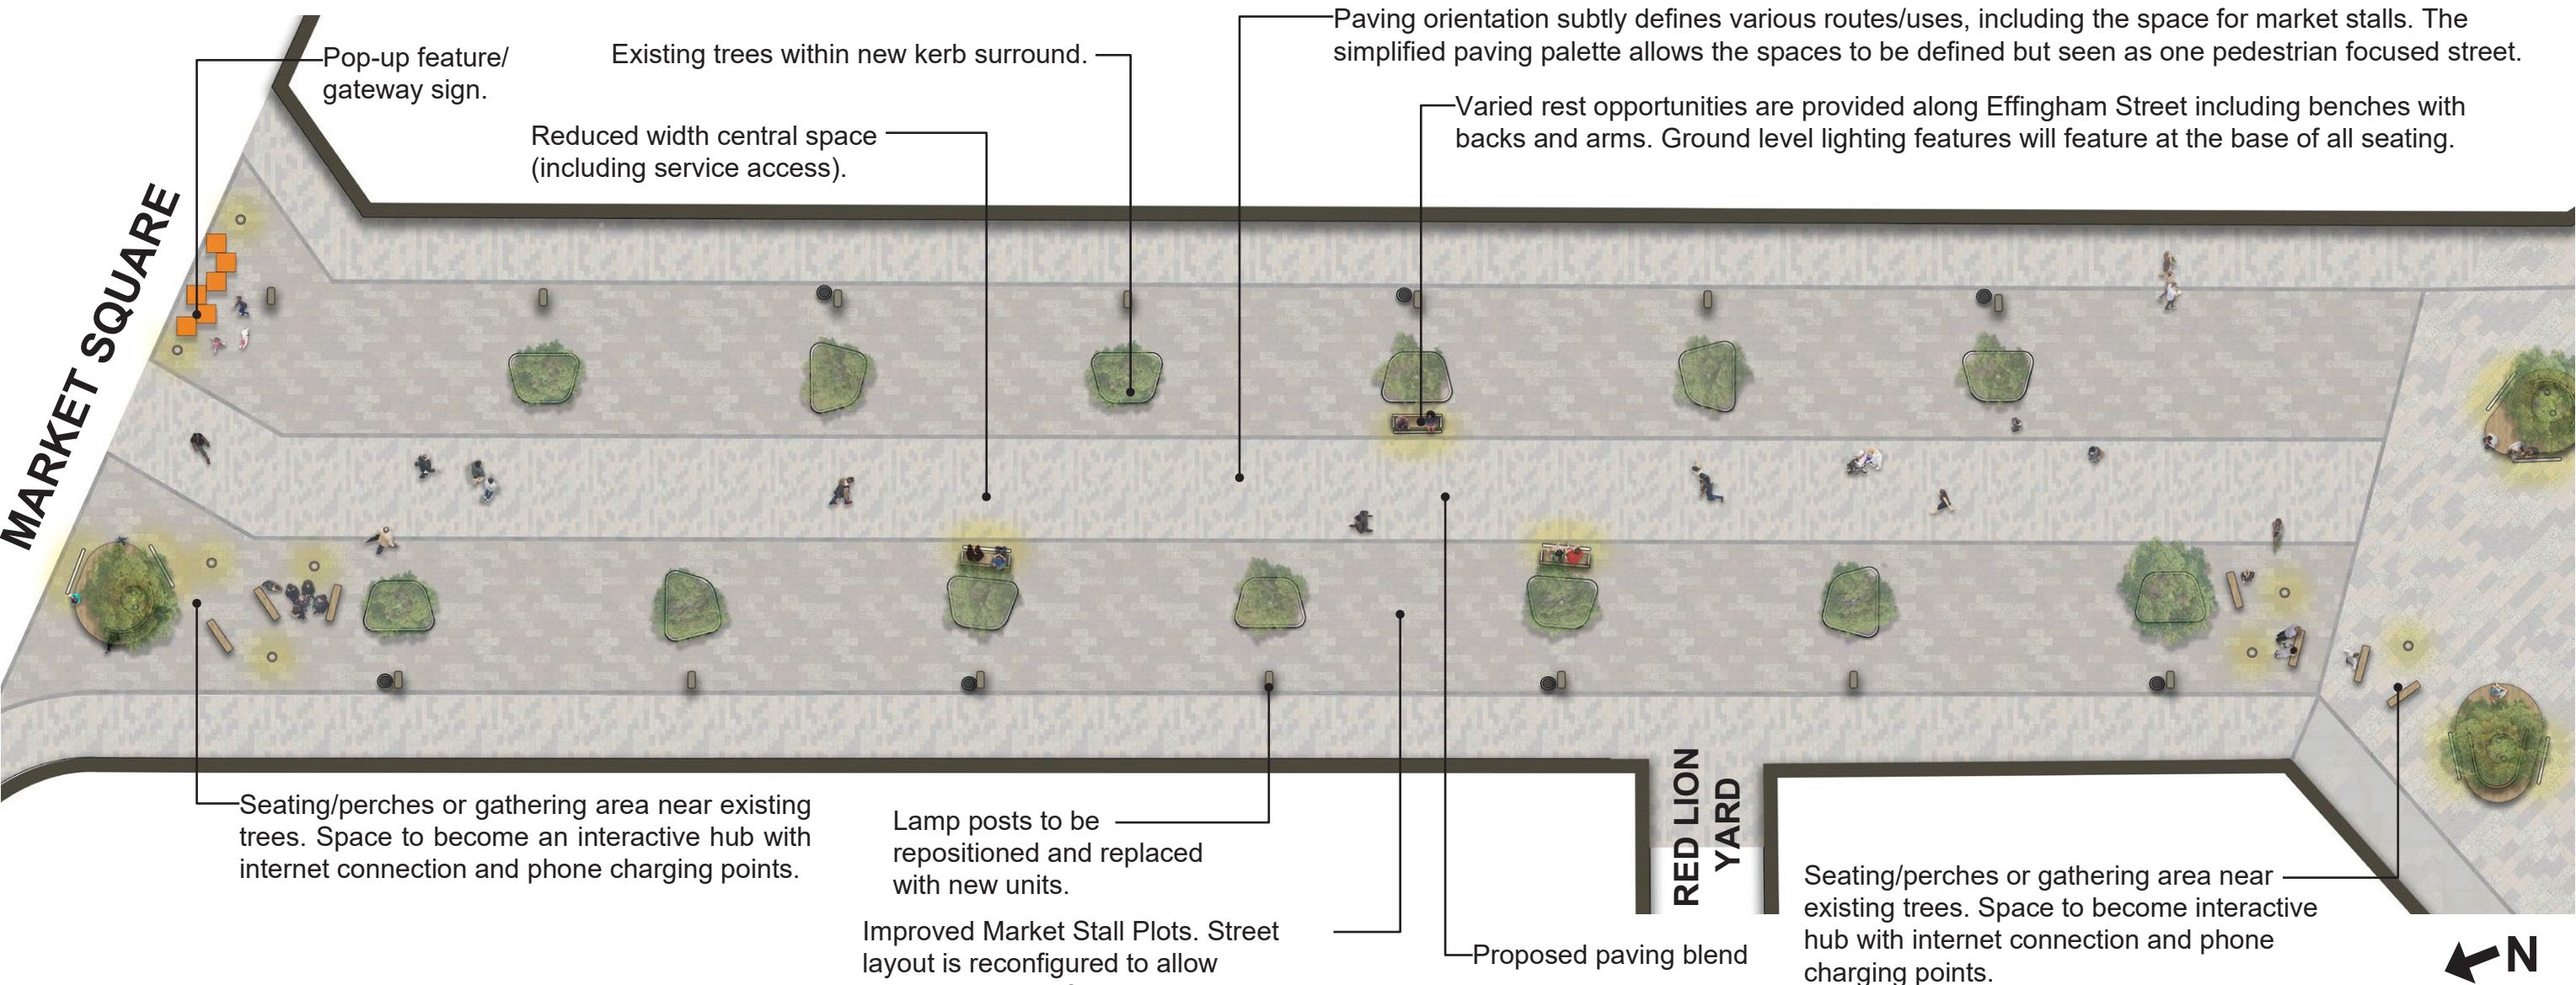 Paving orientation subtly defines various routes/uses, including the space for market stalls. The
simplified paving palette allows the spaces to be defined but seen as one pedestrian focused street.
Pop-up feature/
gateway sign.
Existing trees within new kerb surround.
Varied rest opportunities are provided along Effingham Street including benches with
backs and arms. Ground level lighting features will feature at the base of all seating.
Reduced width central space
(including service access).
MARKET SQUARE
Seating/perches or gathering area near existing
trees. Space to become an interactive hub with
internet connection and phone charging points.
Lamp posts to be
repositioned and replaced
with new units.
Improved Market Stall Plots. Street
layout is reconfigured to allow
RED LION
YARD
Proposed paving blend
Seating/perches or gathering area near
existing trees. Space to become interactive
hub with internet connection and phone
charging points.
N